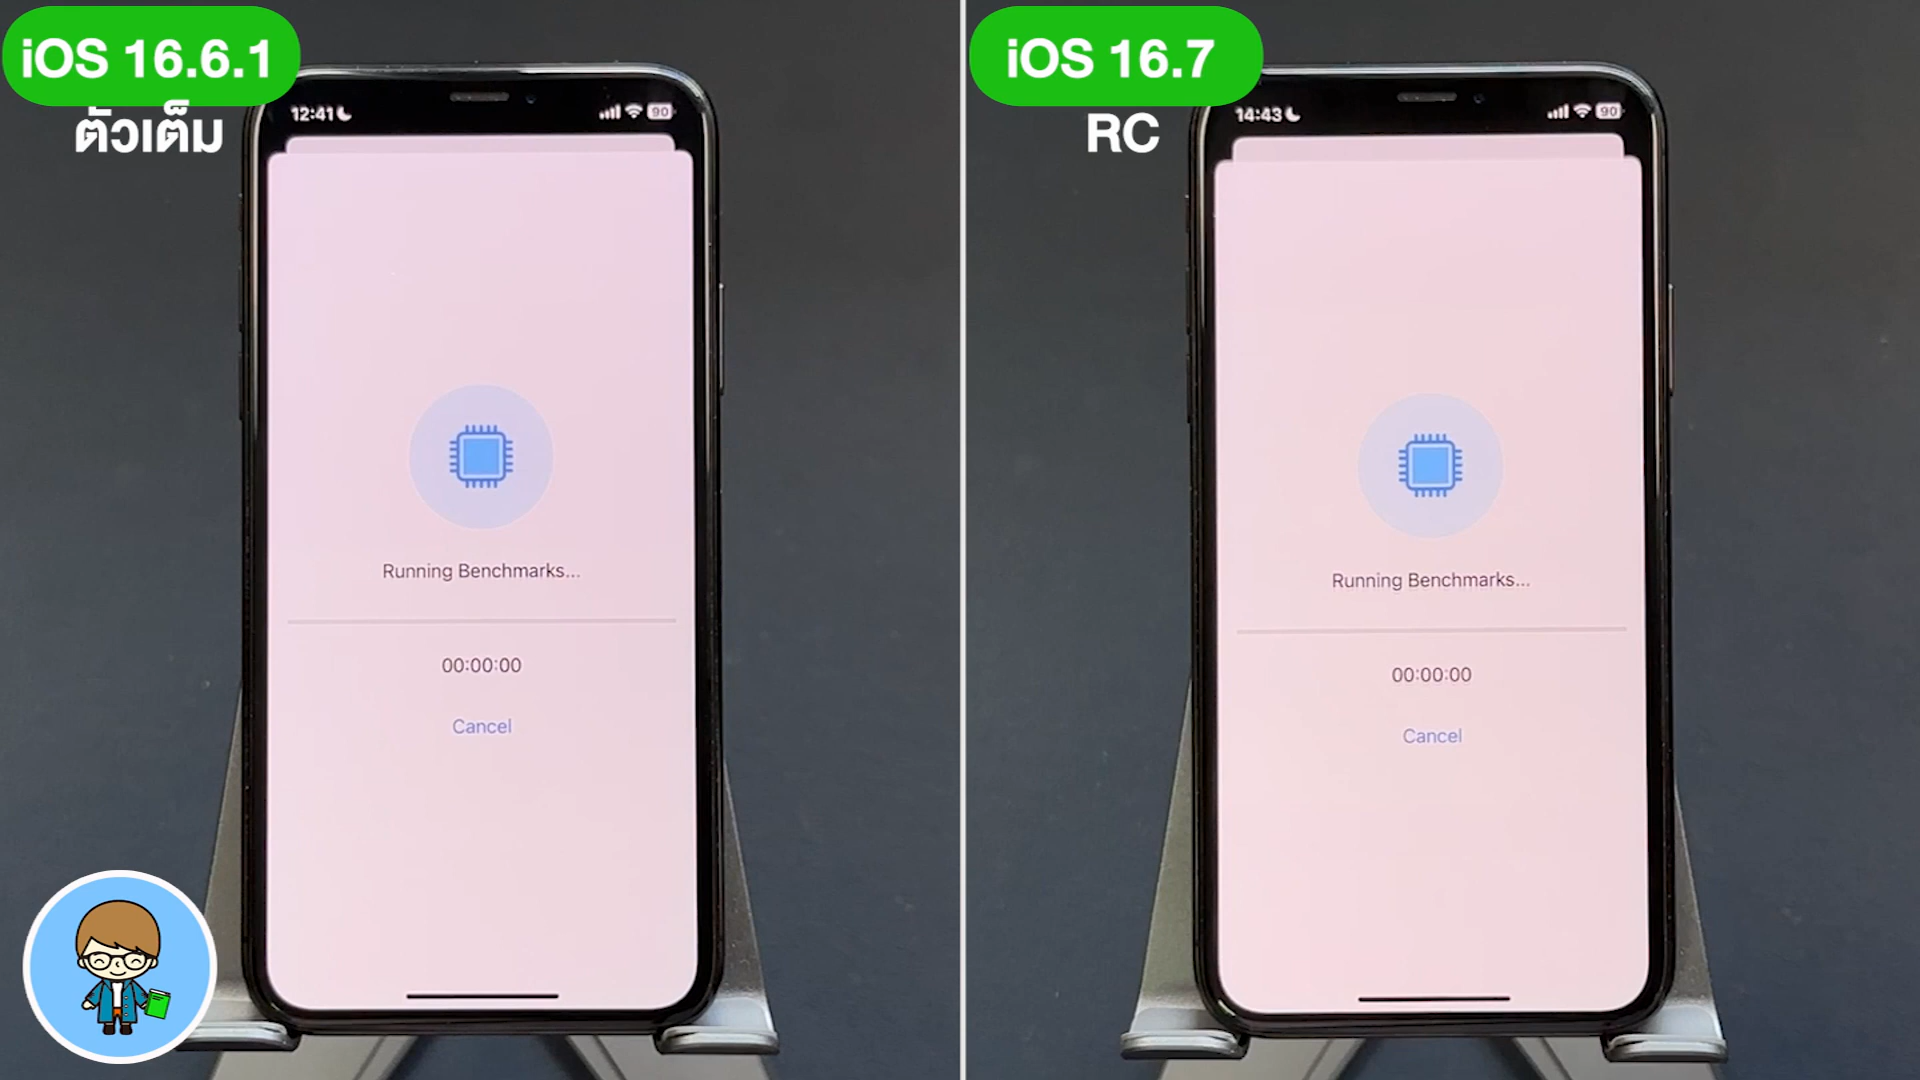 iOS 16.6.1
ตัวเต็ม
12:41
90
Running Benchmarks...
00:00:00
Cancel
iOS 16.7
RC
14:43
90
Running Benchmarks...
00:00:00
Cancel